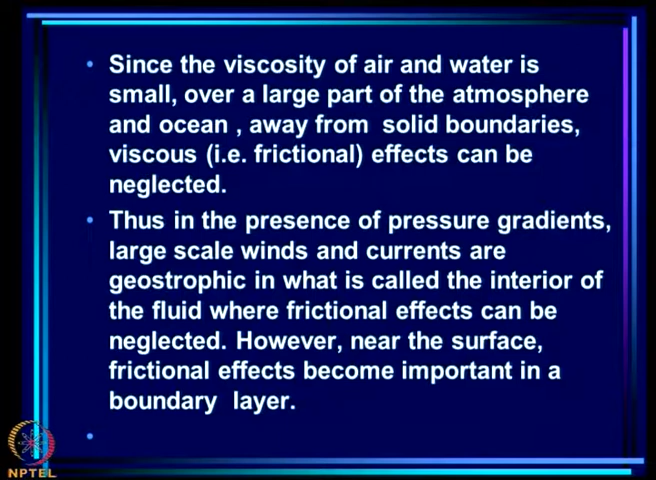 • Since the viscosity of air and water is
small, over a large part of the atmosphere
and ocean , away from solid boundaries,
viscous (i.e. frictional) effects can be
neglected.
• Thus in the presence of pressure gradients,
large scale winds and currents are
geostrophic in what is called the interior of
the fluid where frictional effects can be
neglected. However, near the surface,
frictional effects become important in a
boundary layer.
•
NPTEL